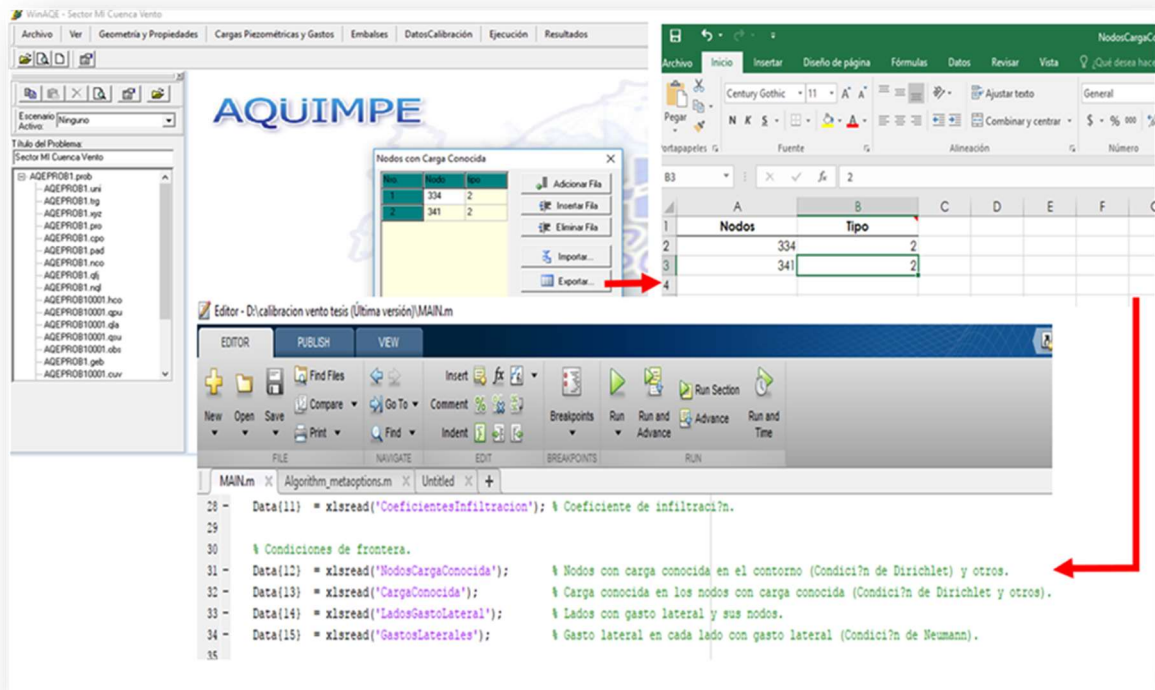 WinAQE - Sector MI Cuenca Vento
Archivo Ver Geometría y Propiedades Cargas Piezométricas y Gastos Embalses DatosCalibración Ejecución Resultados
Escenario Activo: Ninguno
Título del Problema:
Sector MI Cuenca Vento
AQEPROB1.prob
AQEPROB1.uni
AQEPROB1.trg
AQEPROB1.xyz
AQEPROB1.pro
AQEPROB1.cpo
AQEPROB1.pad
AQEPROB1.nco
AQEPROB1.qlj
AQEPROB1.nql
AQEPROB10001.hco
AQEPROB10001.qpu
AQEPROB10001.qla
AQEPROB10001.qsu
AQEPROB10001.obs
AQEPROB1.geb
AQEPROB10001.cuv
AQUIMPE
Nodos con Carga Conocida
Nro. Nodo tipo
1 334 2
2 341 2
Adicionar Fila
Insertar Fila
Eliminar Fila
Importar...
Exportar...
NodosCargaCo
Archivo Inicio Insertar Diseño de página Fórmulas Datos Revisar Vista ¿Qué desea hace
Pegar
Century Gothic 11 A A Ajustar texto General
N K S A Combinar y centrar $ % 000
Portapapeles Fuente Alineación Número
B3 fx 2
A B C D E F
1 Nodos Tipo
2 334 2
3 341 2
4
Editor - D:\calibracion vento tesis (Última versión)\MAIN.m
EDITOR PUBLISH VIEW
New Open Save Find Files Compare Print Go To Find Insert fx Comment % Indent Breakpoints Run Run and Advance Run Section Advance Run and Time
FILE NAVIGATE EDIT BREAKPOINTS RUN
MAIN.m Algorithm_metaoptions.m Untitled +
28 - Data{11} = xlsread('CoeficientesInfiltracion'); % Coeficiente de infiltraci?n.
29
30 % Condiciones de frontera.
31 - Data{12} = xlsread('NodosCargaConocida'); % Nodos con carga conocida en el contorno (Condici?n de Dirichlet) y otros.
32 - Data{13} = xlsread('CargaConocida'); % Carga conocida en los nodos con carga conocida (Condici?n de Dirichlet y otros).
33 - Data{14} = xlsread('LadosGastoLateral'); % Lados con gasto lateral y sus nodos.
34 - Data{15} = xlsread('GastosLaterales'); % Gasto lateral en cada lado con gasto lateral (Condici?n de Neumann).
35